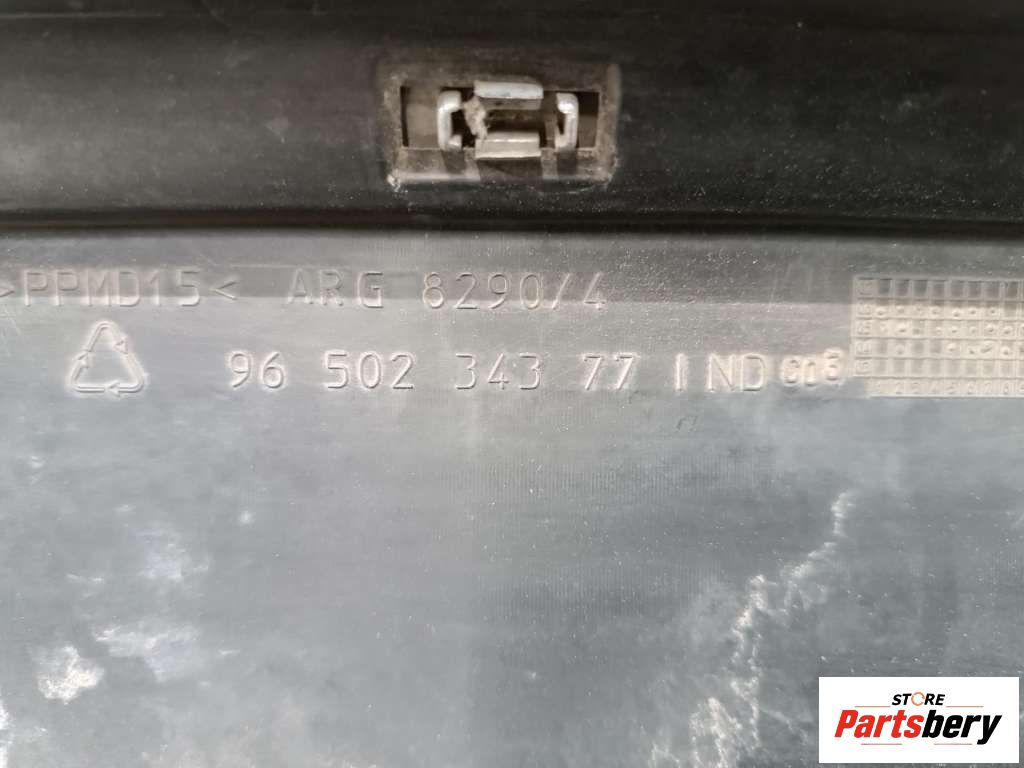 >PPMD15< ARG 8290/4
96 502 343 77 IND
STORE
Partsbery